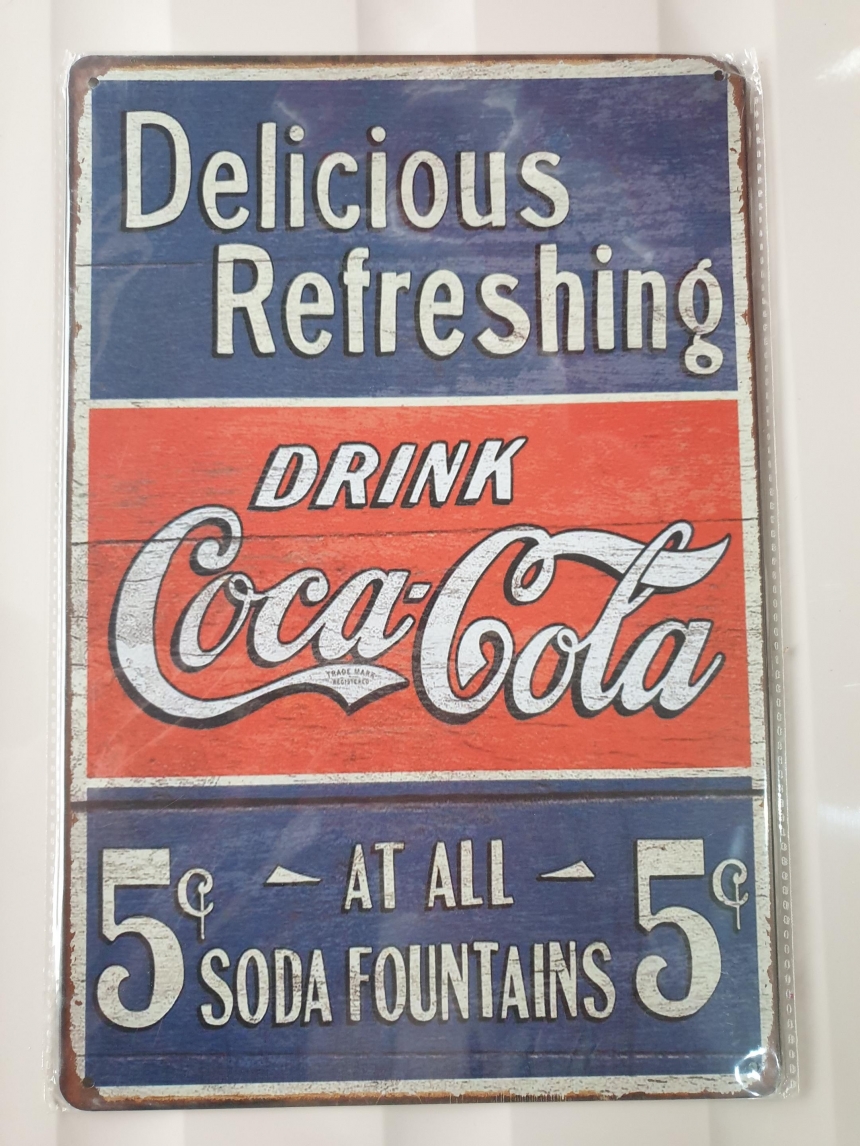 Delicious
Refreshing
DRINK
Coca-Cola
TRADE MARK
REGISTERED
5¢ AT ALL 5¢
SODA FOUNTAINS